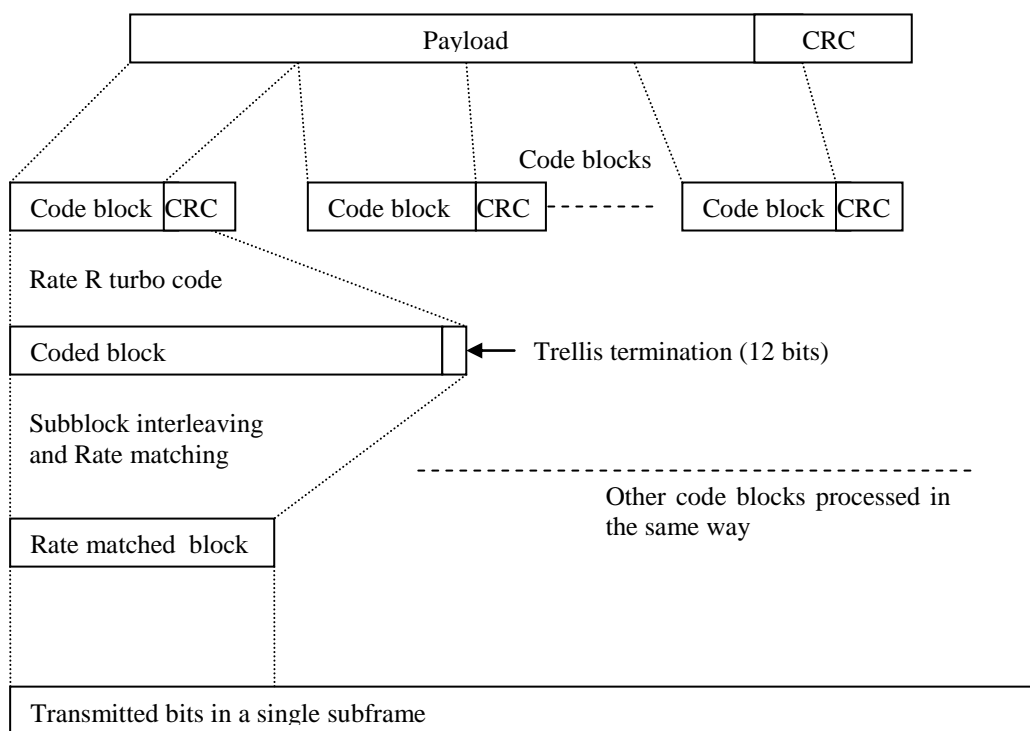 Payload CRC
Code blocks
Code block CRC Code block CRC Code block CRC
Rate R turbo code
Coded block Trellis termination (12 bits)
Subblock interleaving
and Rate matching
Other code blocks processed in
the same way
Rate matched block
Transmitted bits in a single subframe